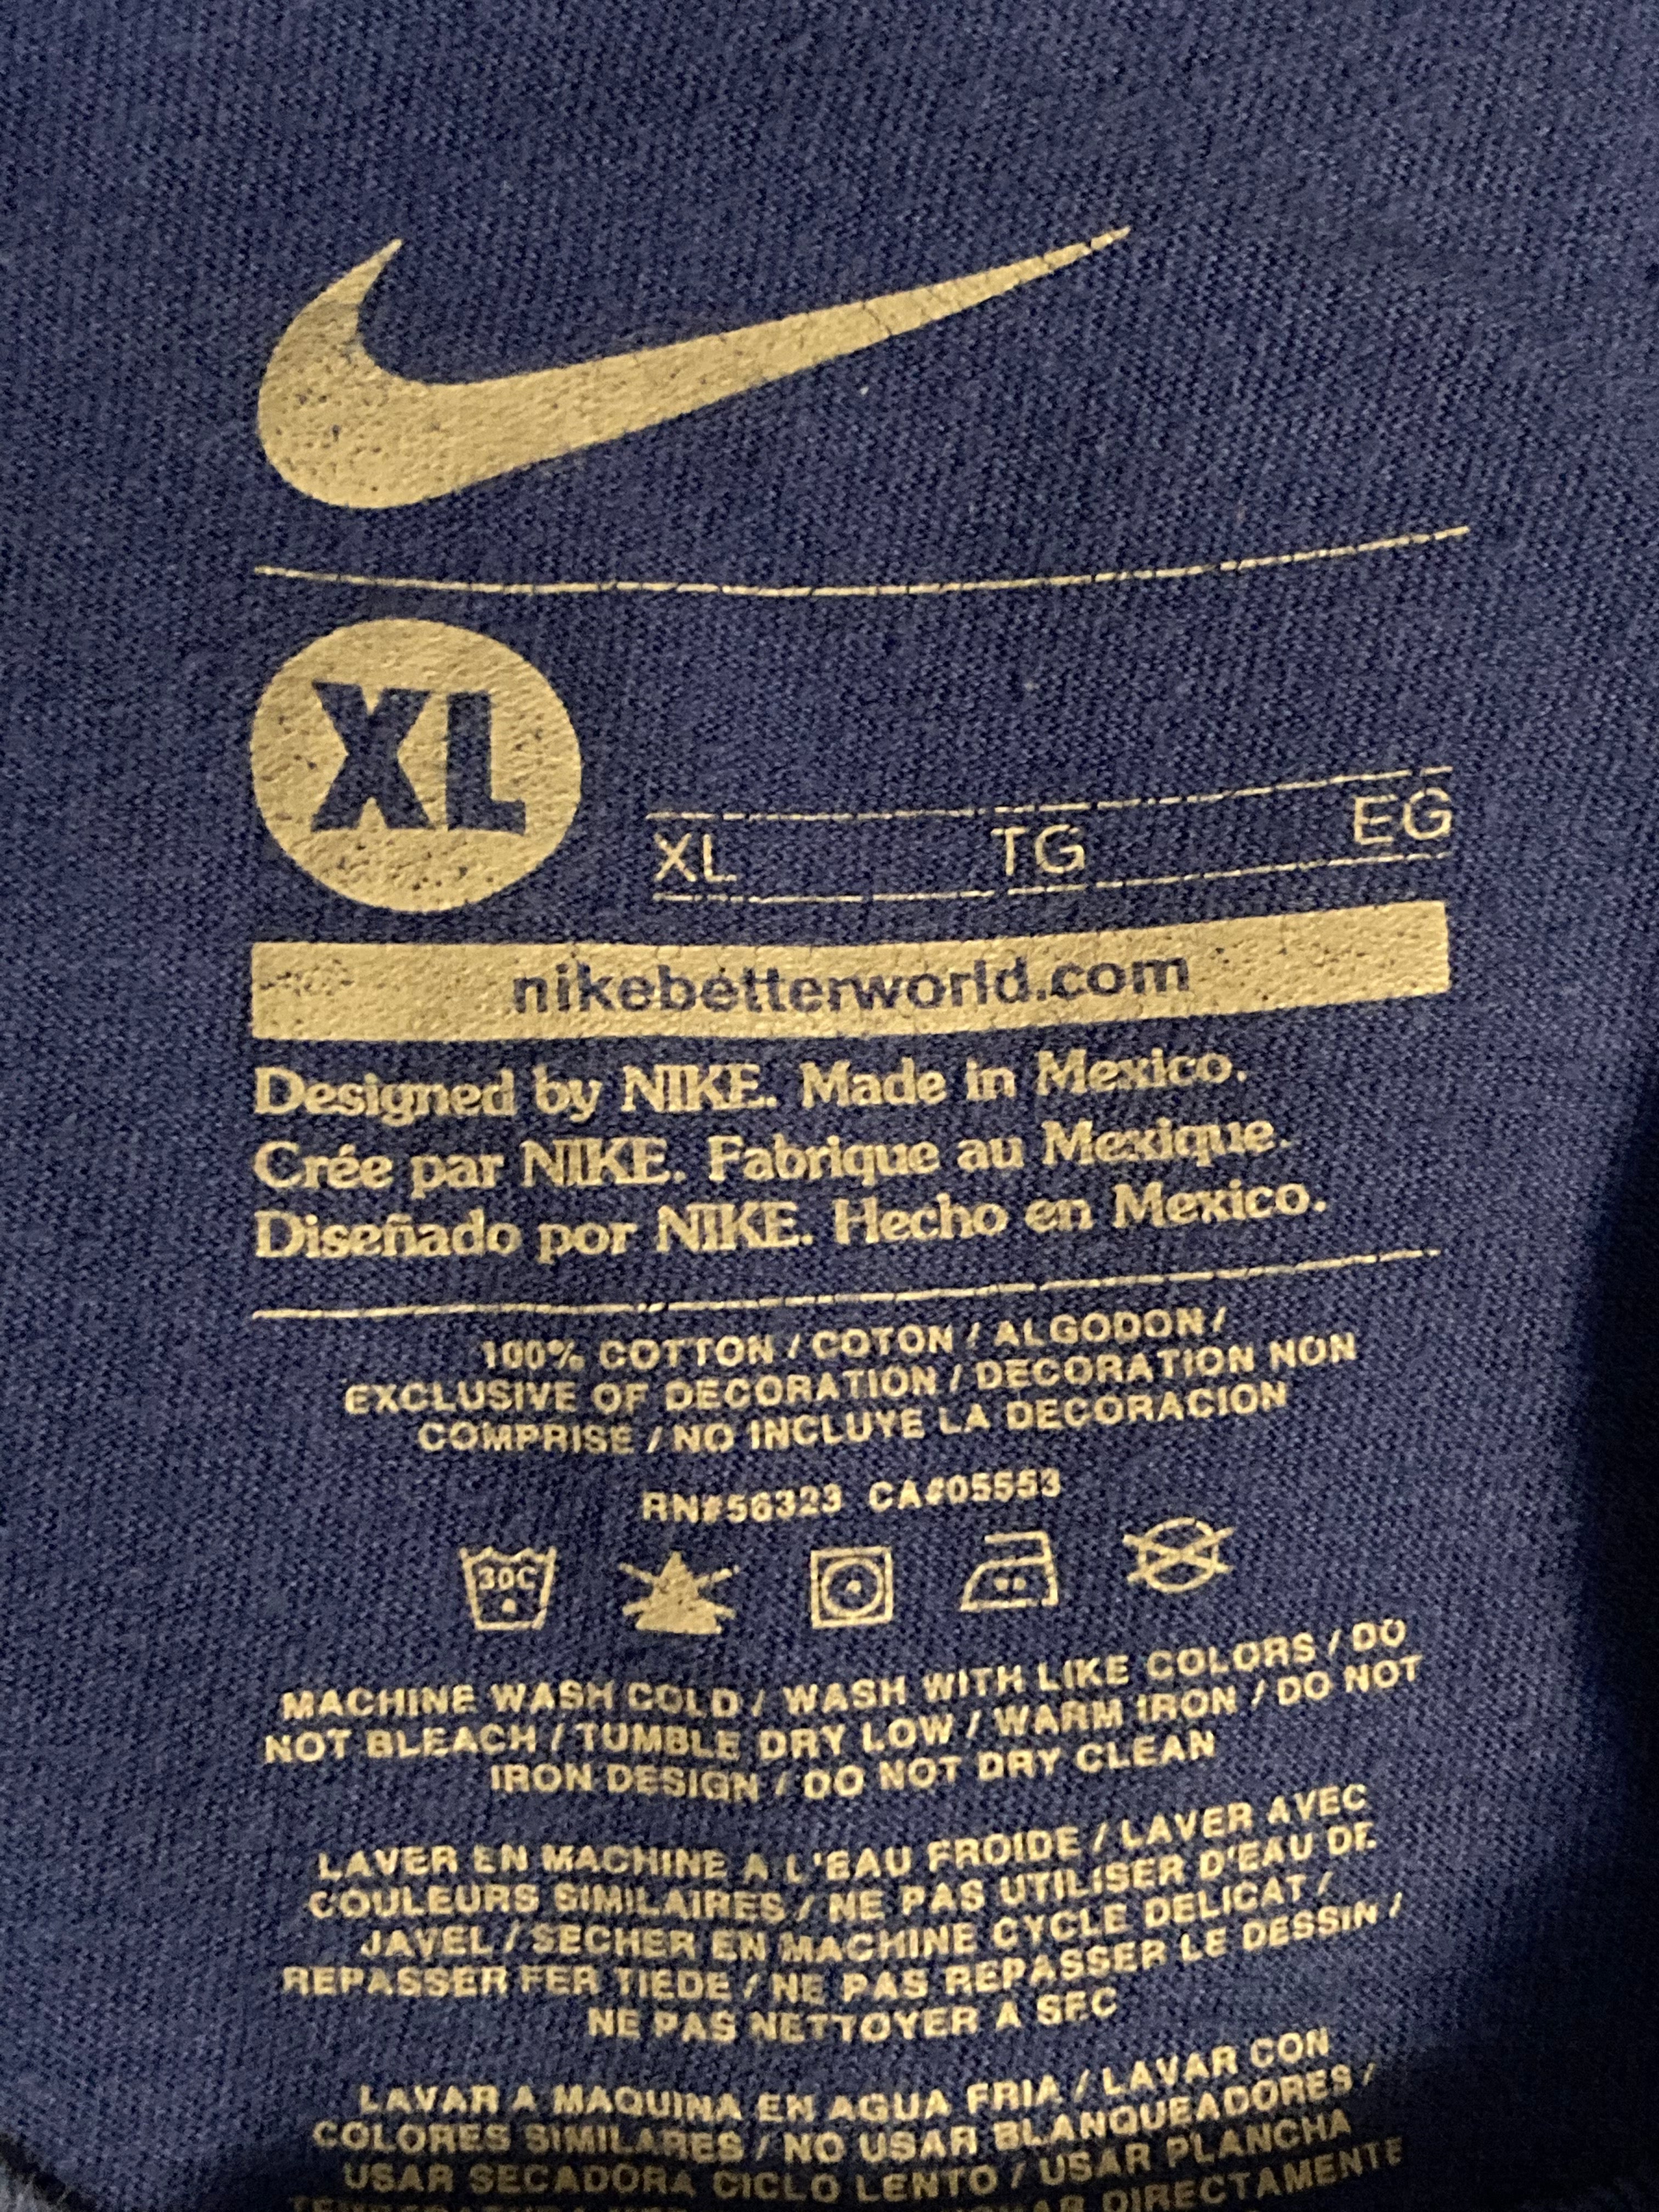 XL
XL TG EG
nikebetterworld.com
Designed by NIKE. Made in Mexico.
Crée par NIKE. Fabrique au Mexique.
Diseñado por NIKE. Hecho en Mexico.
100% COTTON / COTON / ALGODON /
EXCLUSIVE OF DECORATION / DECORATION NON
COMPRISE / NO INCLUYE LA DECORACION
RN#56323 CA#05553
30C
MACHINE WASH COLD / WASH WITH LIKE COLORS / DO
NOT BLEACH / TUMBLE DRY LOW / WARM IRON / DO NOT
IRON DESIGN / DO NOT DRY CLEAN
LAVER EN MACHINE A L'EAU FROIDE / LAVER AVEC
COULEURS SIMILAIRES / NE PAS UTILISER D'EAU DE
JAVEL / SECHER EN MACHINE CYCLE DELICAT /
REPASSER FER TIEDE / NE PAS REPASSER LE DESSIN /
NE PAS NETTOYER A SEC
LAVAR A MAQUINA EN AGUA FRIA / LAVAR CON
COLORES SIMILARES / NO USAR BLANQUEADORES /
USAR SECADORA CICLO LENTO / USAR PLANCHA
DIRECTAMENTE